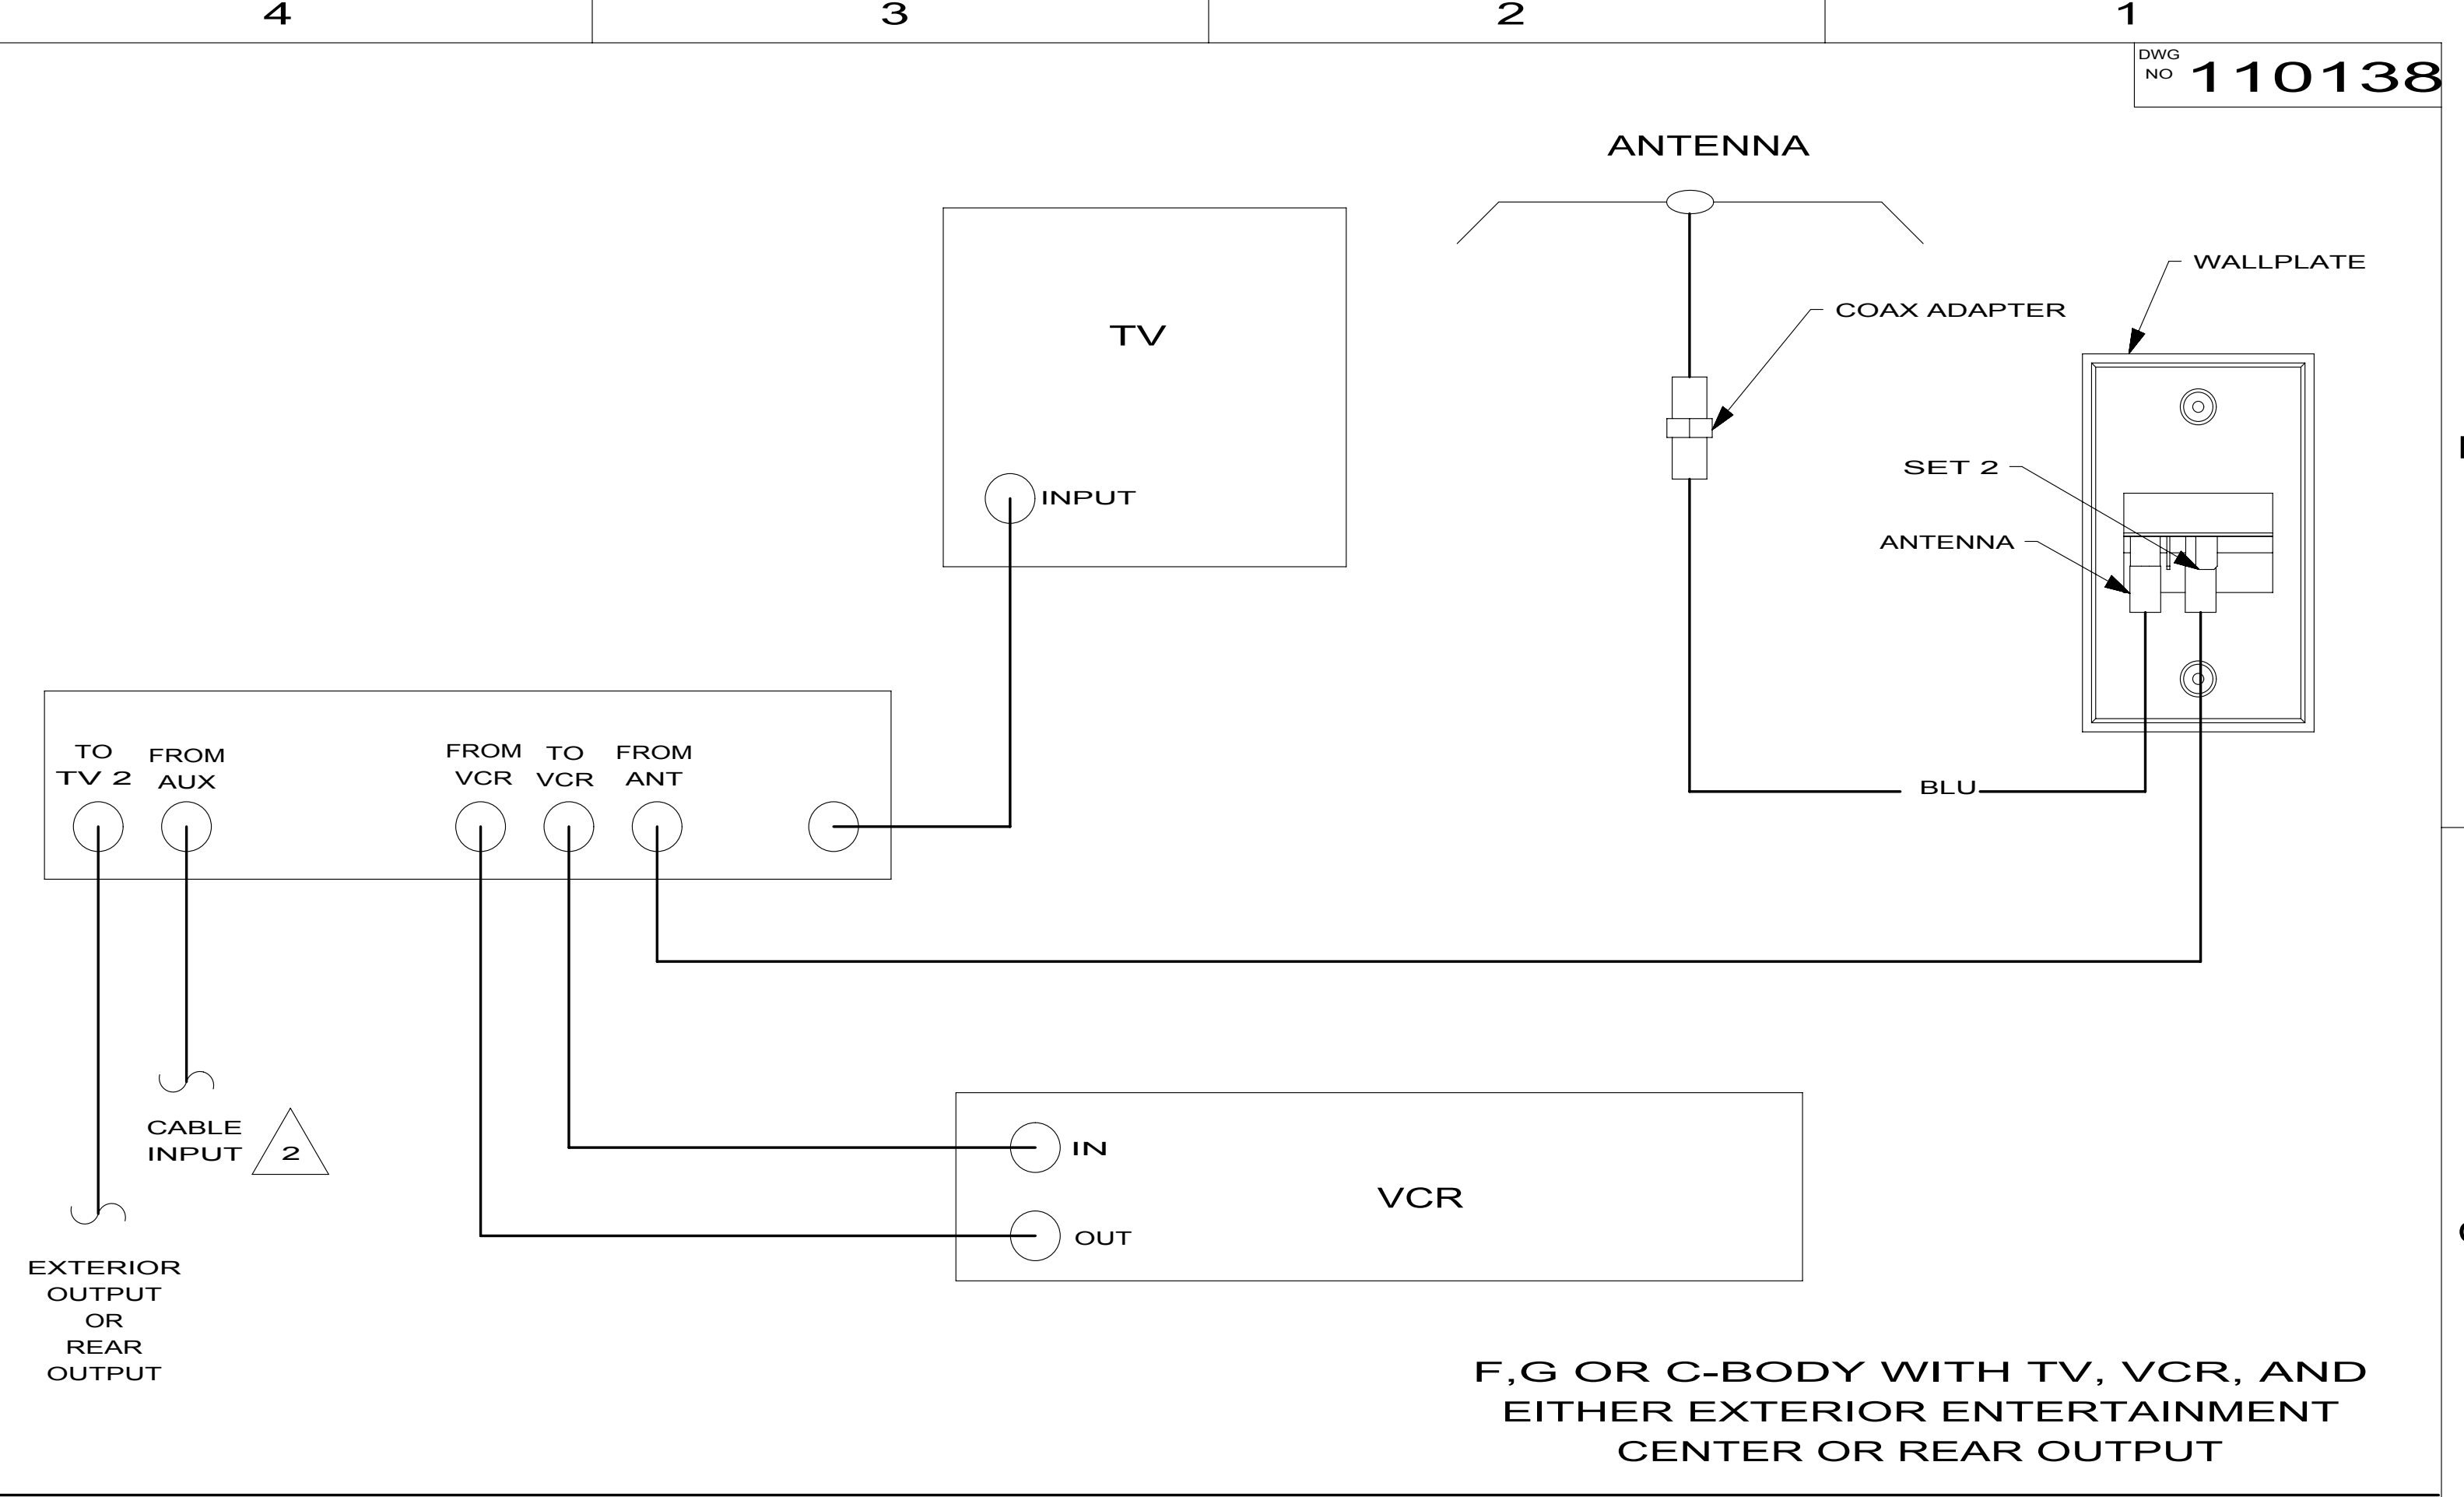 4 3 2 1
DWG
NO 110138
ANTENNA
WALLPLATE
COAX ADAPTER
TV
SET 2
INPUT
ANTENNA
TO
TV 2
FROM
AUX
FROM
VCR
TO
VCR
FROM
ANT
BLU
CABLE
INPUT
2
IN
VCR
OUT
EXTERIOR
OUTPUT
OR
REAR
OUTPUT
F,G OR C-BODY WITH TV, VCR, AND
EITHER EXTERIOR ENTERTAINMENT
CENTER OR REAR OUTPUT